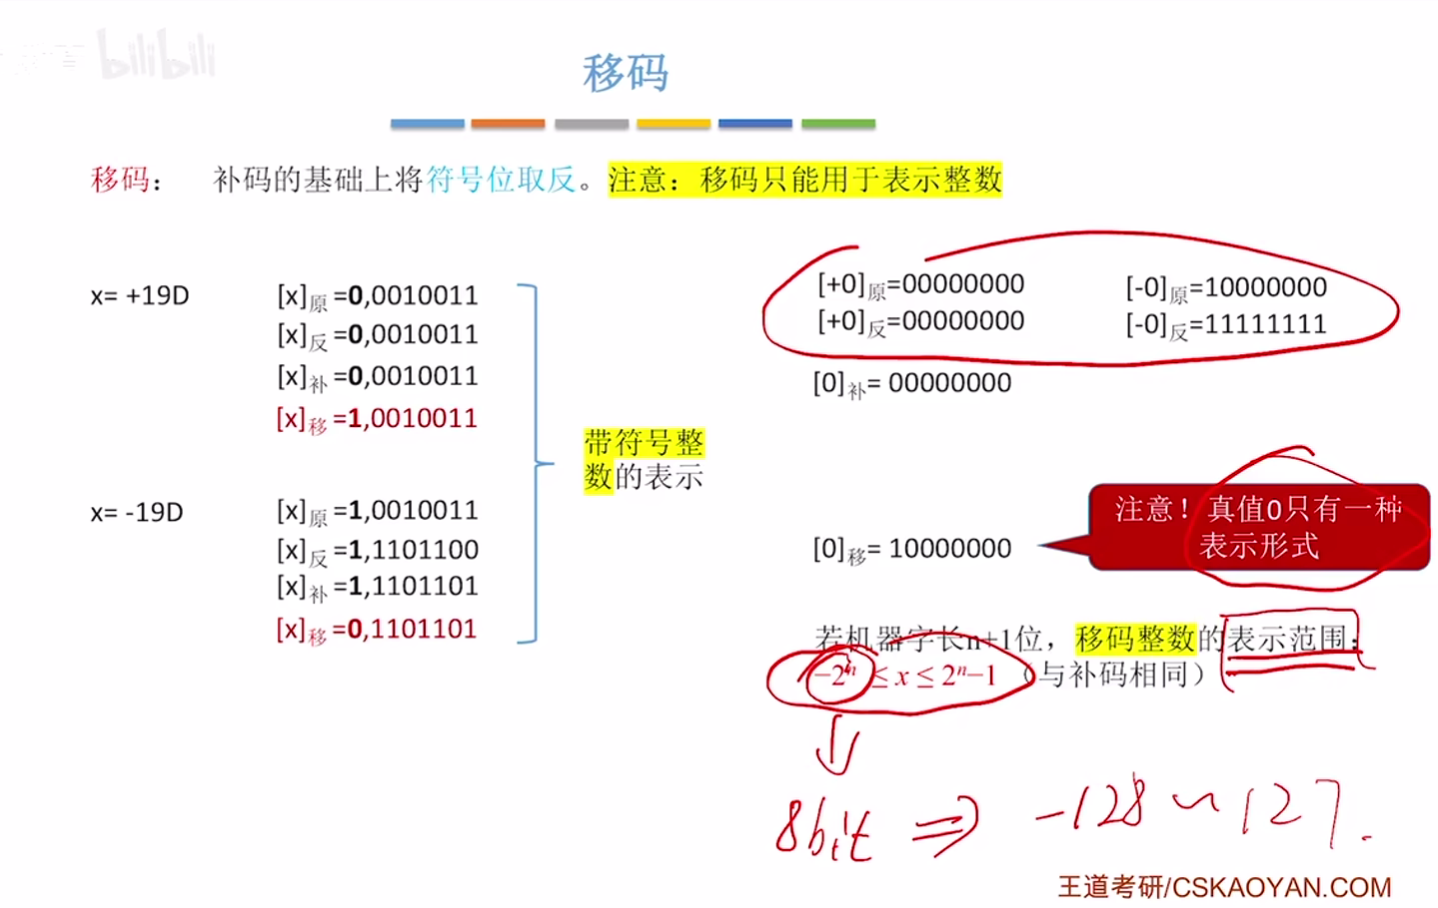 bilibili
移码
移码： 补码的基础上将符号位取反。注意：移码只能用于表示整数
x= +19D
[x]原=0,0010011
[x]反=0,0010011
[x]补=0,0010011
[x]移=1,0010011
x= -19D
[x]原=1,0010011
[x]反=1,1101100
[x]补=1,1101101
[x]移=0,1101101
带符号整
数的表示
[+0]原=00000000 [-0]原=10000000
[+0]反=00000000 [-0]反=11111111
[0]补= 00000000
[0]移= 10000000
注意！真值0只有一种
表示形式
若机器字长n+1位，移码整数的表示范围：
−2ⁿ ≤ x ≤ 2ⁿ−1（与补码相同）
8bit ⇒ -128 ~ 127.
王道考研/CSKAOYAN.COM